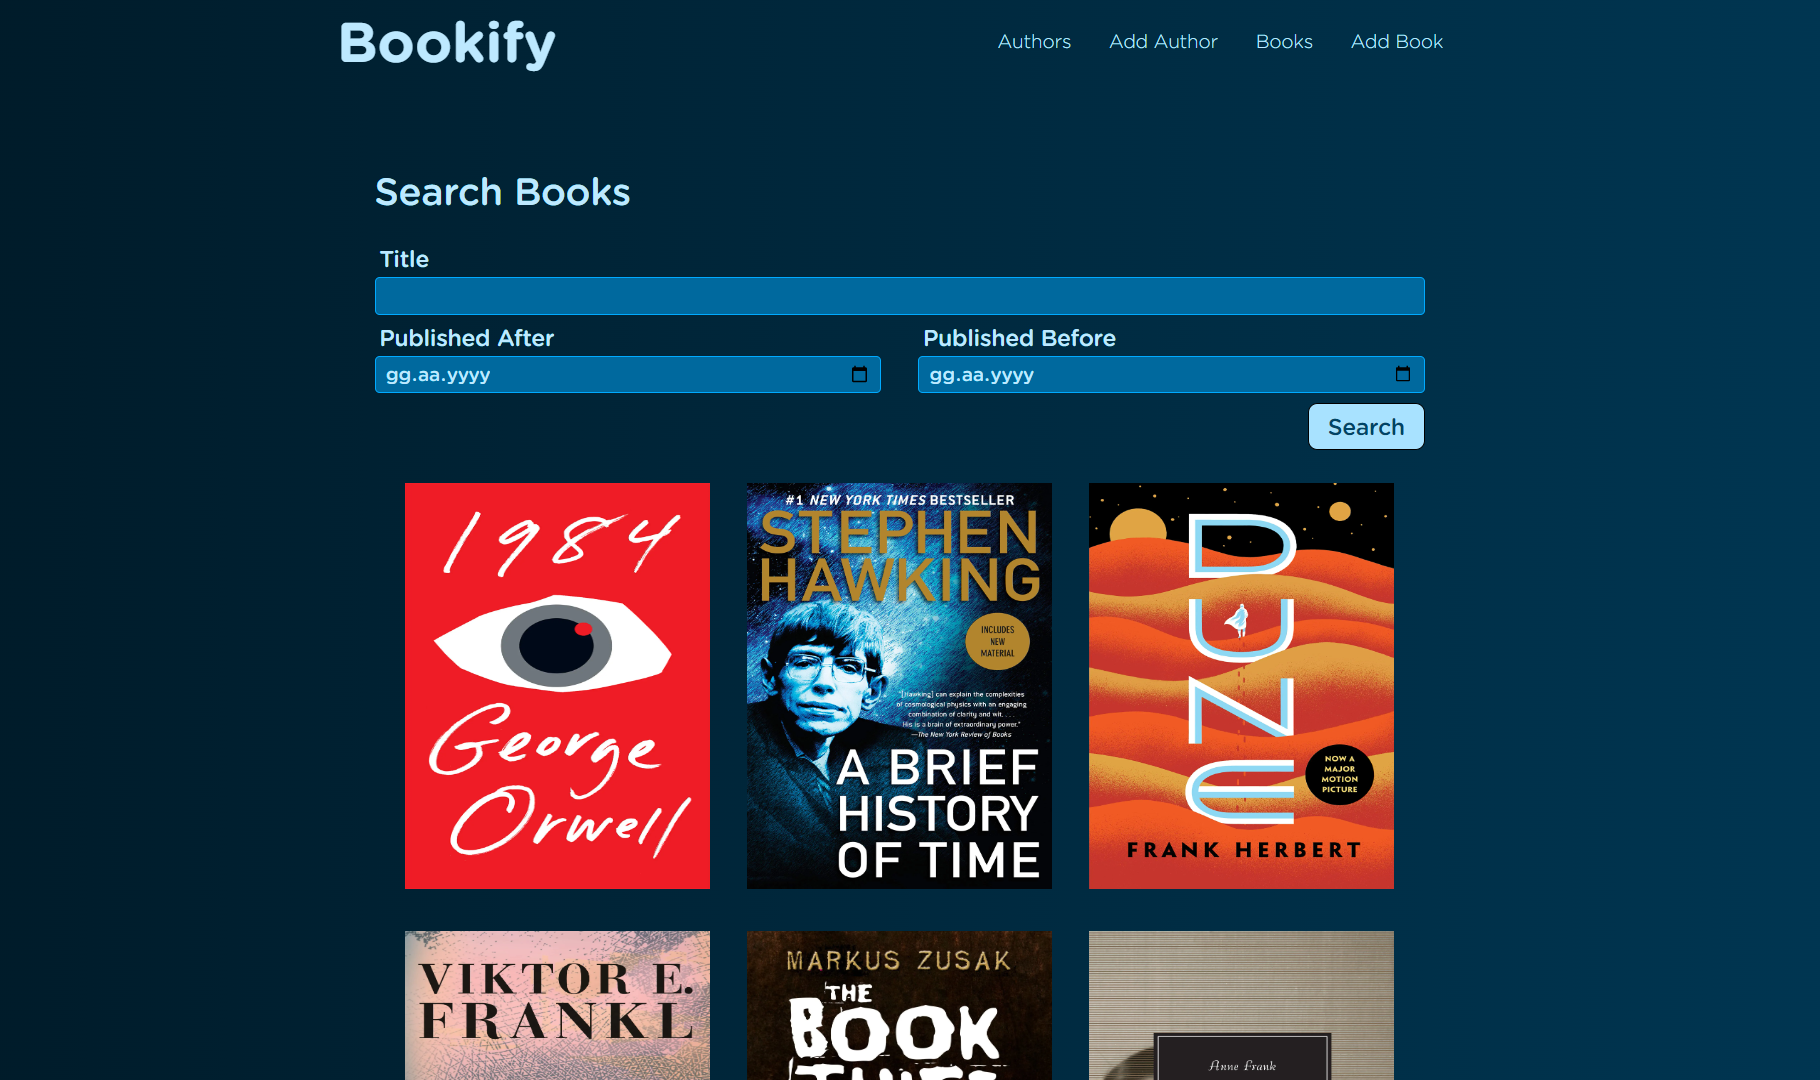 Bookify
Authors
Add Author
Books
Add Book
Search Books
Title
Published After
Published Before
gg.aa.yyyy
gg.aa.yyyy
Search
1984
George
Orwell
#1 NEW YORK TIMES BESTSELLER
STEPHEN
HAWKING
INCLUDES
NEW
MATERIAL
"[Hawking] can explain the complexities
of cosmological physics with an engaging
combination of clarity and wit. . . .
His is a brain of extraordinary power."
—The New York Review of Books
A BRIEF
HISTORY
OF TIME
DUNE
NOW A
MAJOR
MOTION
PICTURE
FRANK HERBERT
VIKTOR E.
FRANKL
MARKUS ZUSAK
THE
BOOK
THIEF
Anne Frank